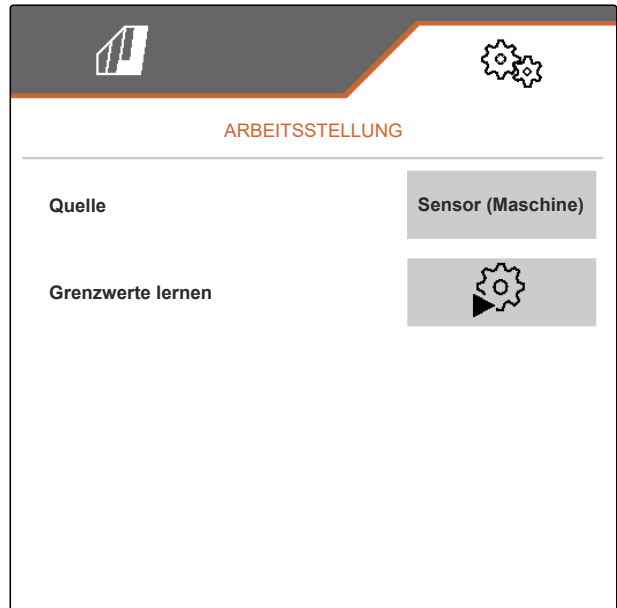 ARBEITSSTELLUNG
Quelle
Sensor (Maschine)
Grenzwerte lernen